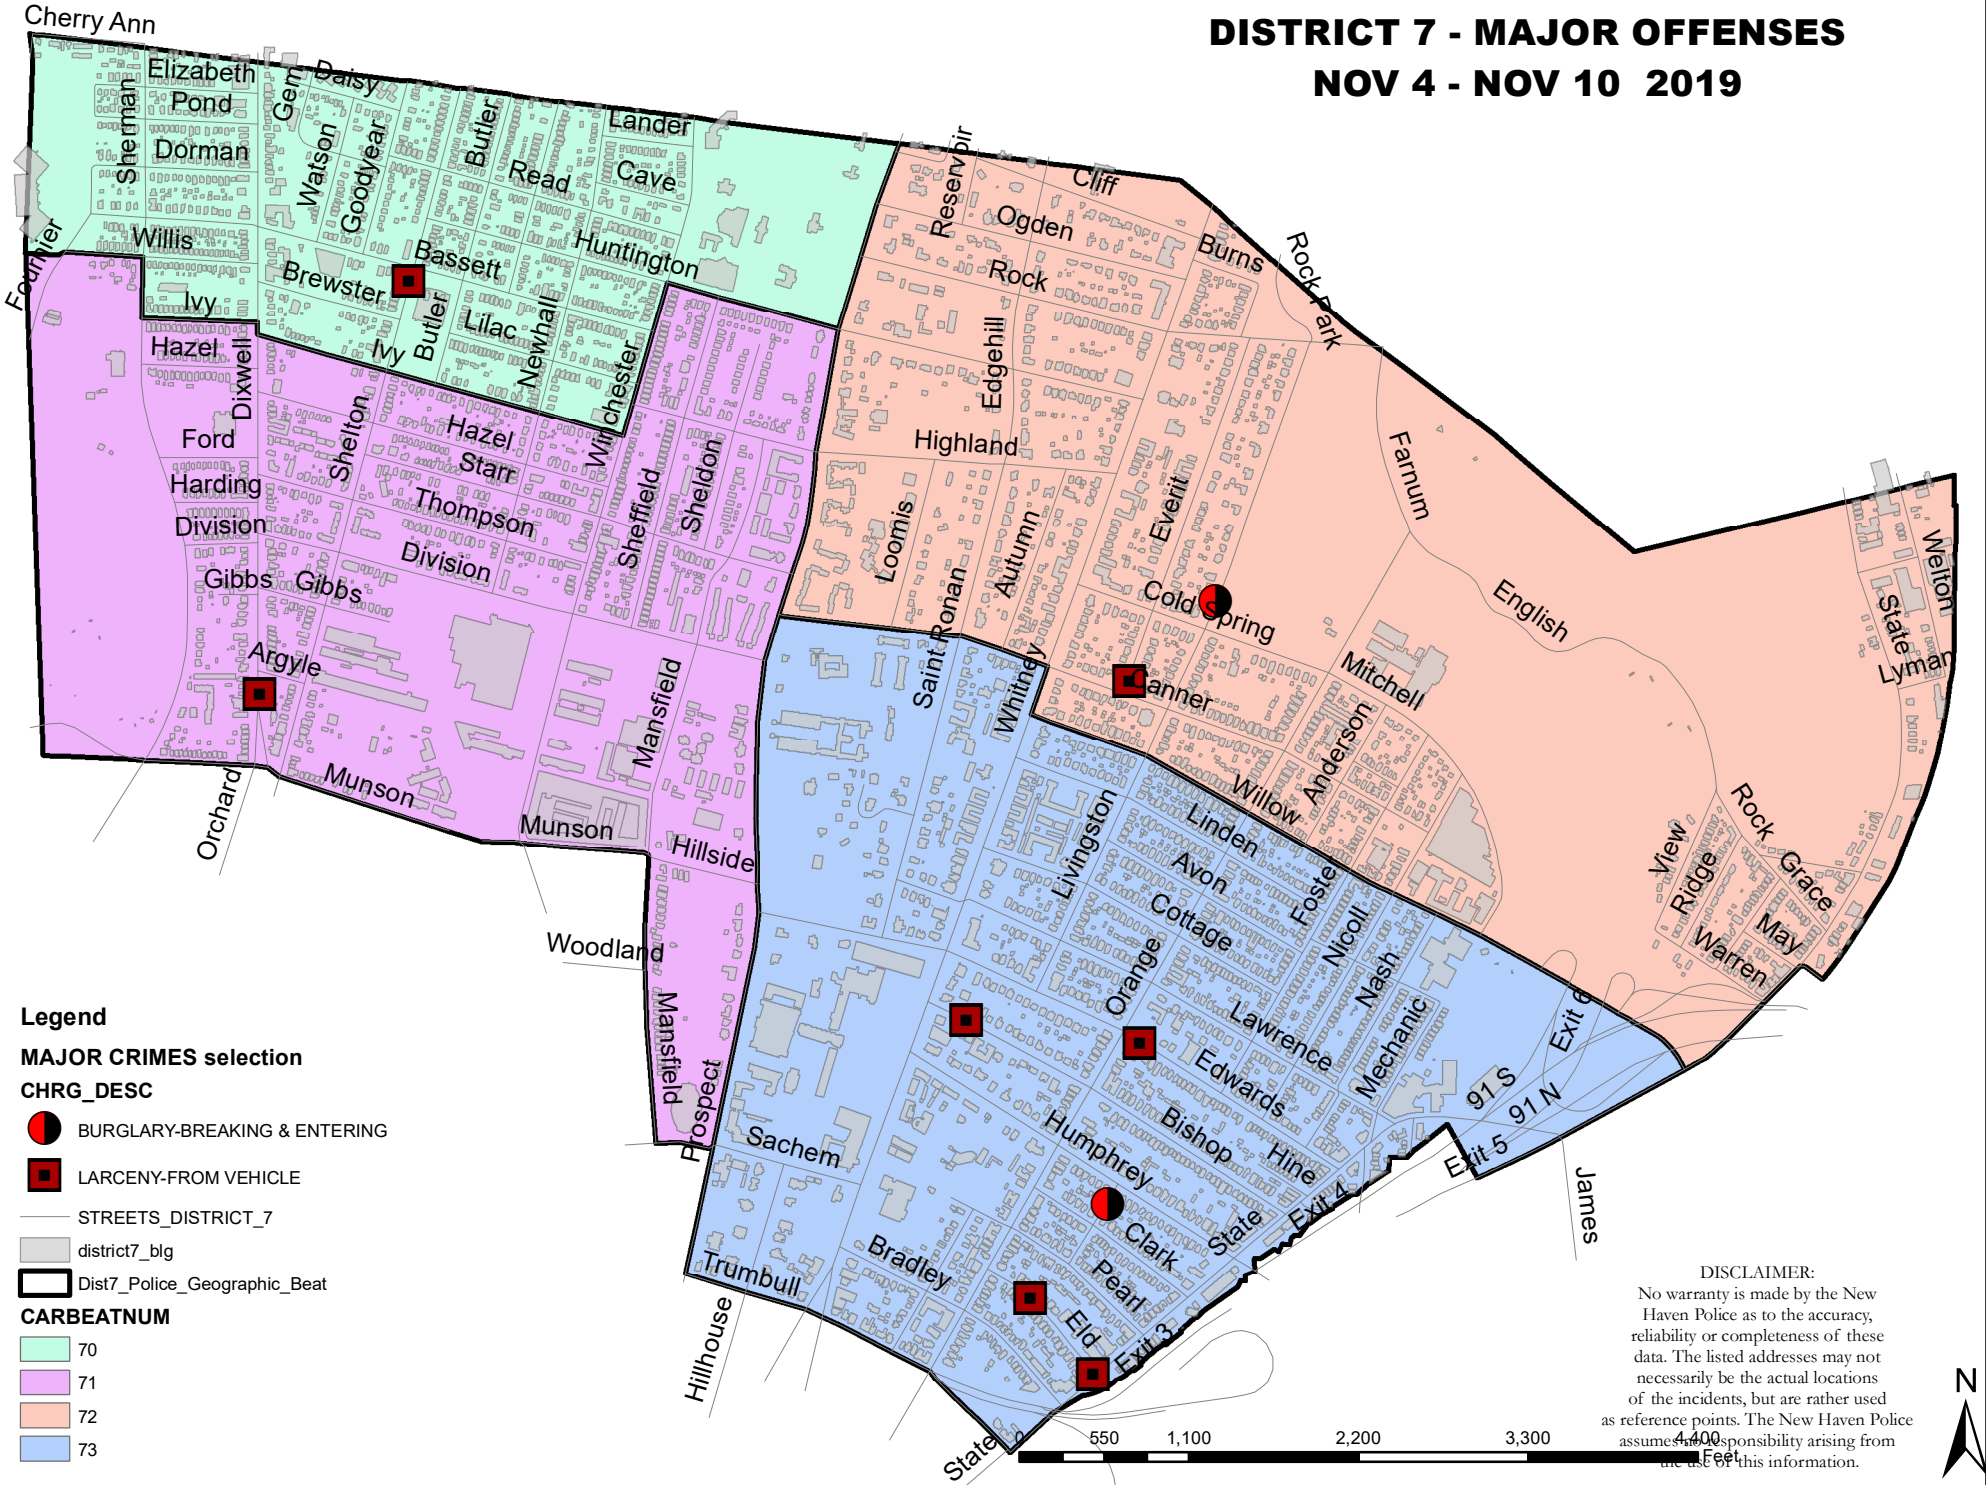 DISTRICT 7 - MAJOR OFFENSES
NOV 4 - NOV 10  2019
Cherry Ann
Elizabeth
Pond
Dorman
Sherman
Gem
Daisy
Watson
Goodyear
Butler
Read
Lander
Cave
Huntington
Willis
Fournier
Brewster
Bassett
Ivy
Ivy
Butler
Lilac
Newhall
Winchester
Hazel
Dixwell
Ford
Harding
Division
Gibbs
Gibbs
Shelton
Hazel
Starr
Thompson
Division
Sheffield
Sheldon
Argyle
Orchard
Munson
Munson
Mansfield
Hillside
Woodland
Mansfield
Prospect
Reservoir
Cliff
Ogden
Rock
Burns
Rock Park
Edgehill
Highland
Loomis
Autumn
Everit
Farnum
Saint Ronan
Whitney
Cold Spring
Canner
English
Mitchell
Anderson
Willow
Welton
State
Lyman
Rock
View
Ridge
Grace
May
Warren
Linden
Livingston
Avon
Cottage
Foster
Nicoll
Nash
Orange
Lawrence
Mechanic
Edwards
Exit 6
91 S
91 N
Exit 5
James
Bishop
Hine
Humphrey
Sachem
Clark
State
Exit 4
Pearl
Bradley
Trumbull
Eld
Exit 3
Hillhouse
State
Legend
MAJOR CRIMES selection
CHRG_DESC
BURGLARY-BREAKING & ENTERING
LARCENY-FROM VEHICLE
STREETS_DISTRICT_7
district7_blg
Dist7_Police_Geographic_Beat
CARBEATNUM
70
71
72
73
DISCLAIMER:
No warranty is made by the New
Haven Police as to the accuracy,
reliability or completeness of these
data. The listed addresses may not
necessarily be the actual locations
of the incidents, but are rather used
as reference points. The New Haven Police
assumes no responsibility arising from
the use of this information.
0 550 1,100 2,200 3,300 4,400
Feet
N